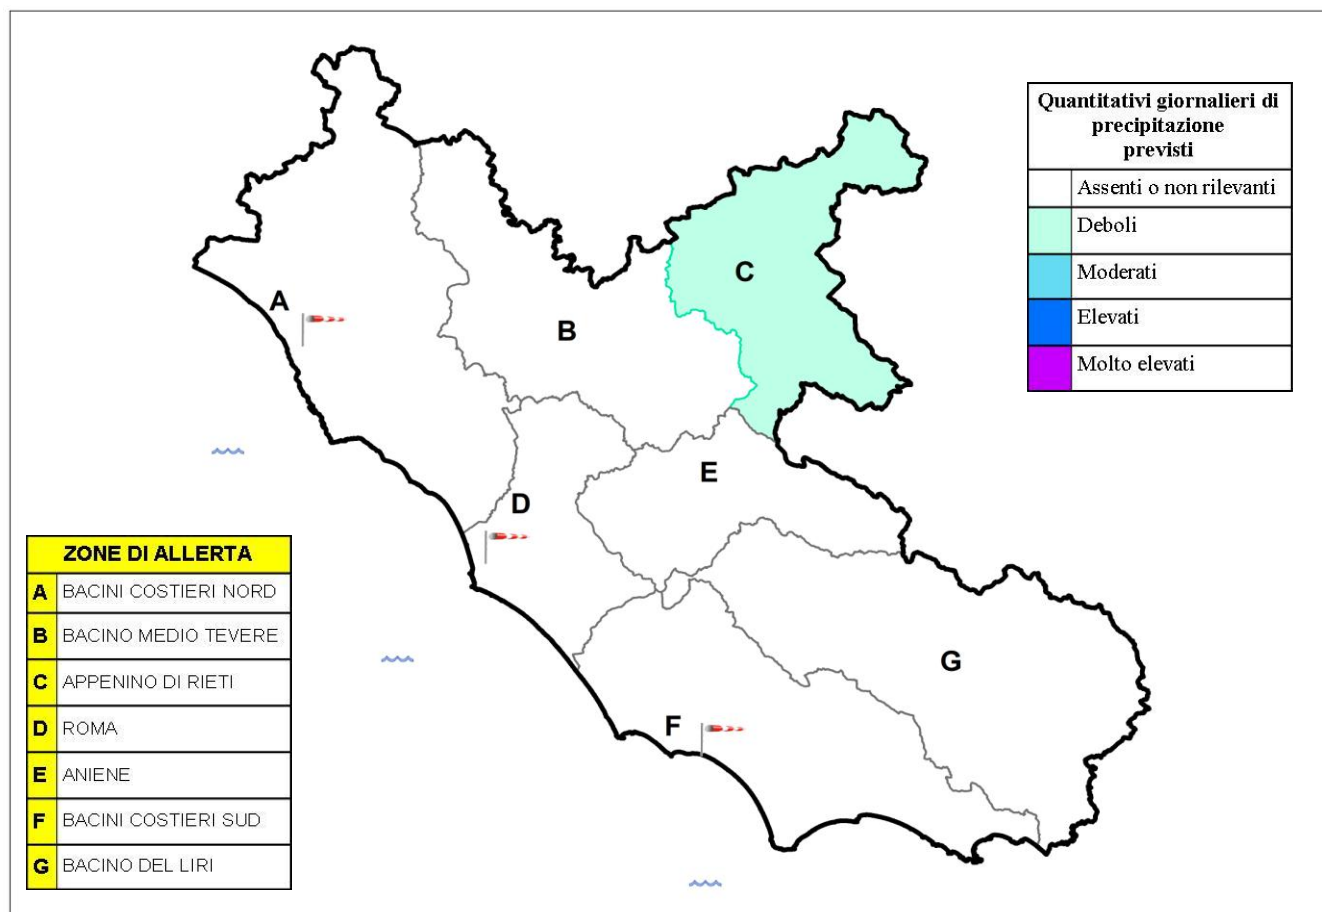 Quantitativi giornalieri di
precipitazione
previsti
Assenti o non rilevanti
Deboli
Moderati
Elevati
Molto elevati
A
B
C
D
E
F
G
ZONE DI ALLERTA
A BACINI COSTIERI NORD
B BACINO MEDIO TEVERE
C APPENINO DI RIETI
D ROMA
E ANIENE
F BACINI COSTIERI SUD
G BACINO DEL LIRI